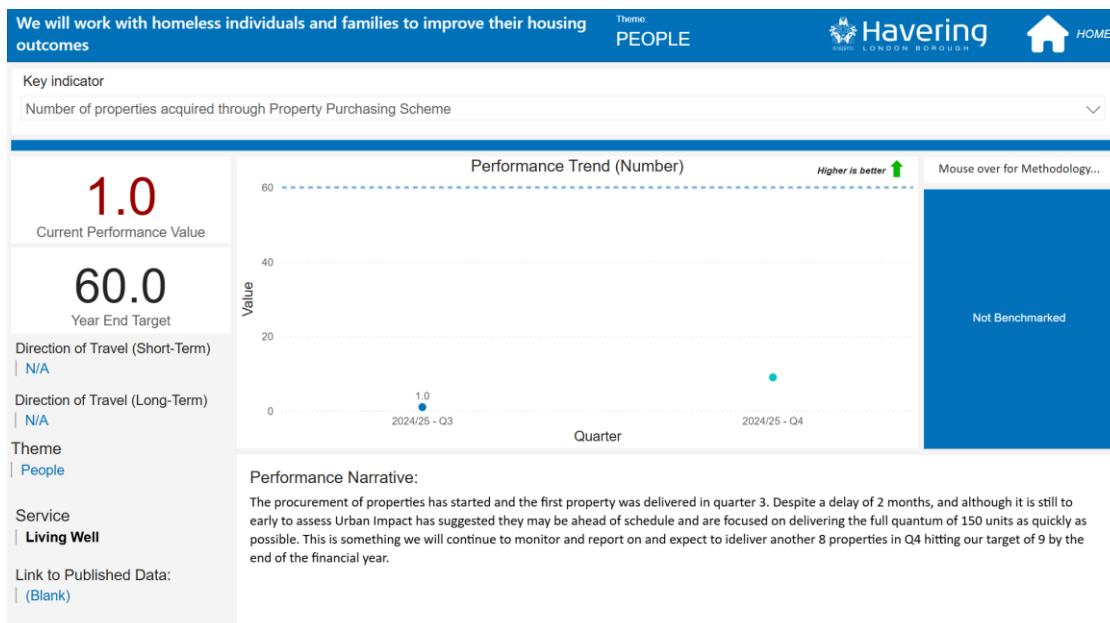 We will work with homeless individuals and families to improve their housing
outcomes
Theme:
PEOPLE
Havering
LONDON BOROUGH
HOME
Key indicator
Number of properties acquired through Property Purchasing Scheme
1.0
Current Performance Value
60.0
Year End Target
Direction of Travel (Short-Term)
N/A
Direction of Travel (Long-Term)
N/A
Theme
People
Service
Living Well
Link to Published Data:
(Blank)
Performance Trend (Number)
Higher is better
60
40
20
0
Value
1.0
2024/25 - Q3
2024/25 - Q4
Quarter
Mouse over for Methodology...
Not Benchmarked
Performance Narrative:
The procurement of properties has started and the first property was delivered in quarter 3. Despite a delay of 2 months, and although it is still to
early to assess Urban Impact has suggested they may be ahead of schedule and are focused on delivering the full quantum of 150 units as quickly as
possible. This is something we will continue to monitor and report on and expect to ideliver another 8 properties in Q4 hitting our target of 9 by the
end of the financial year.